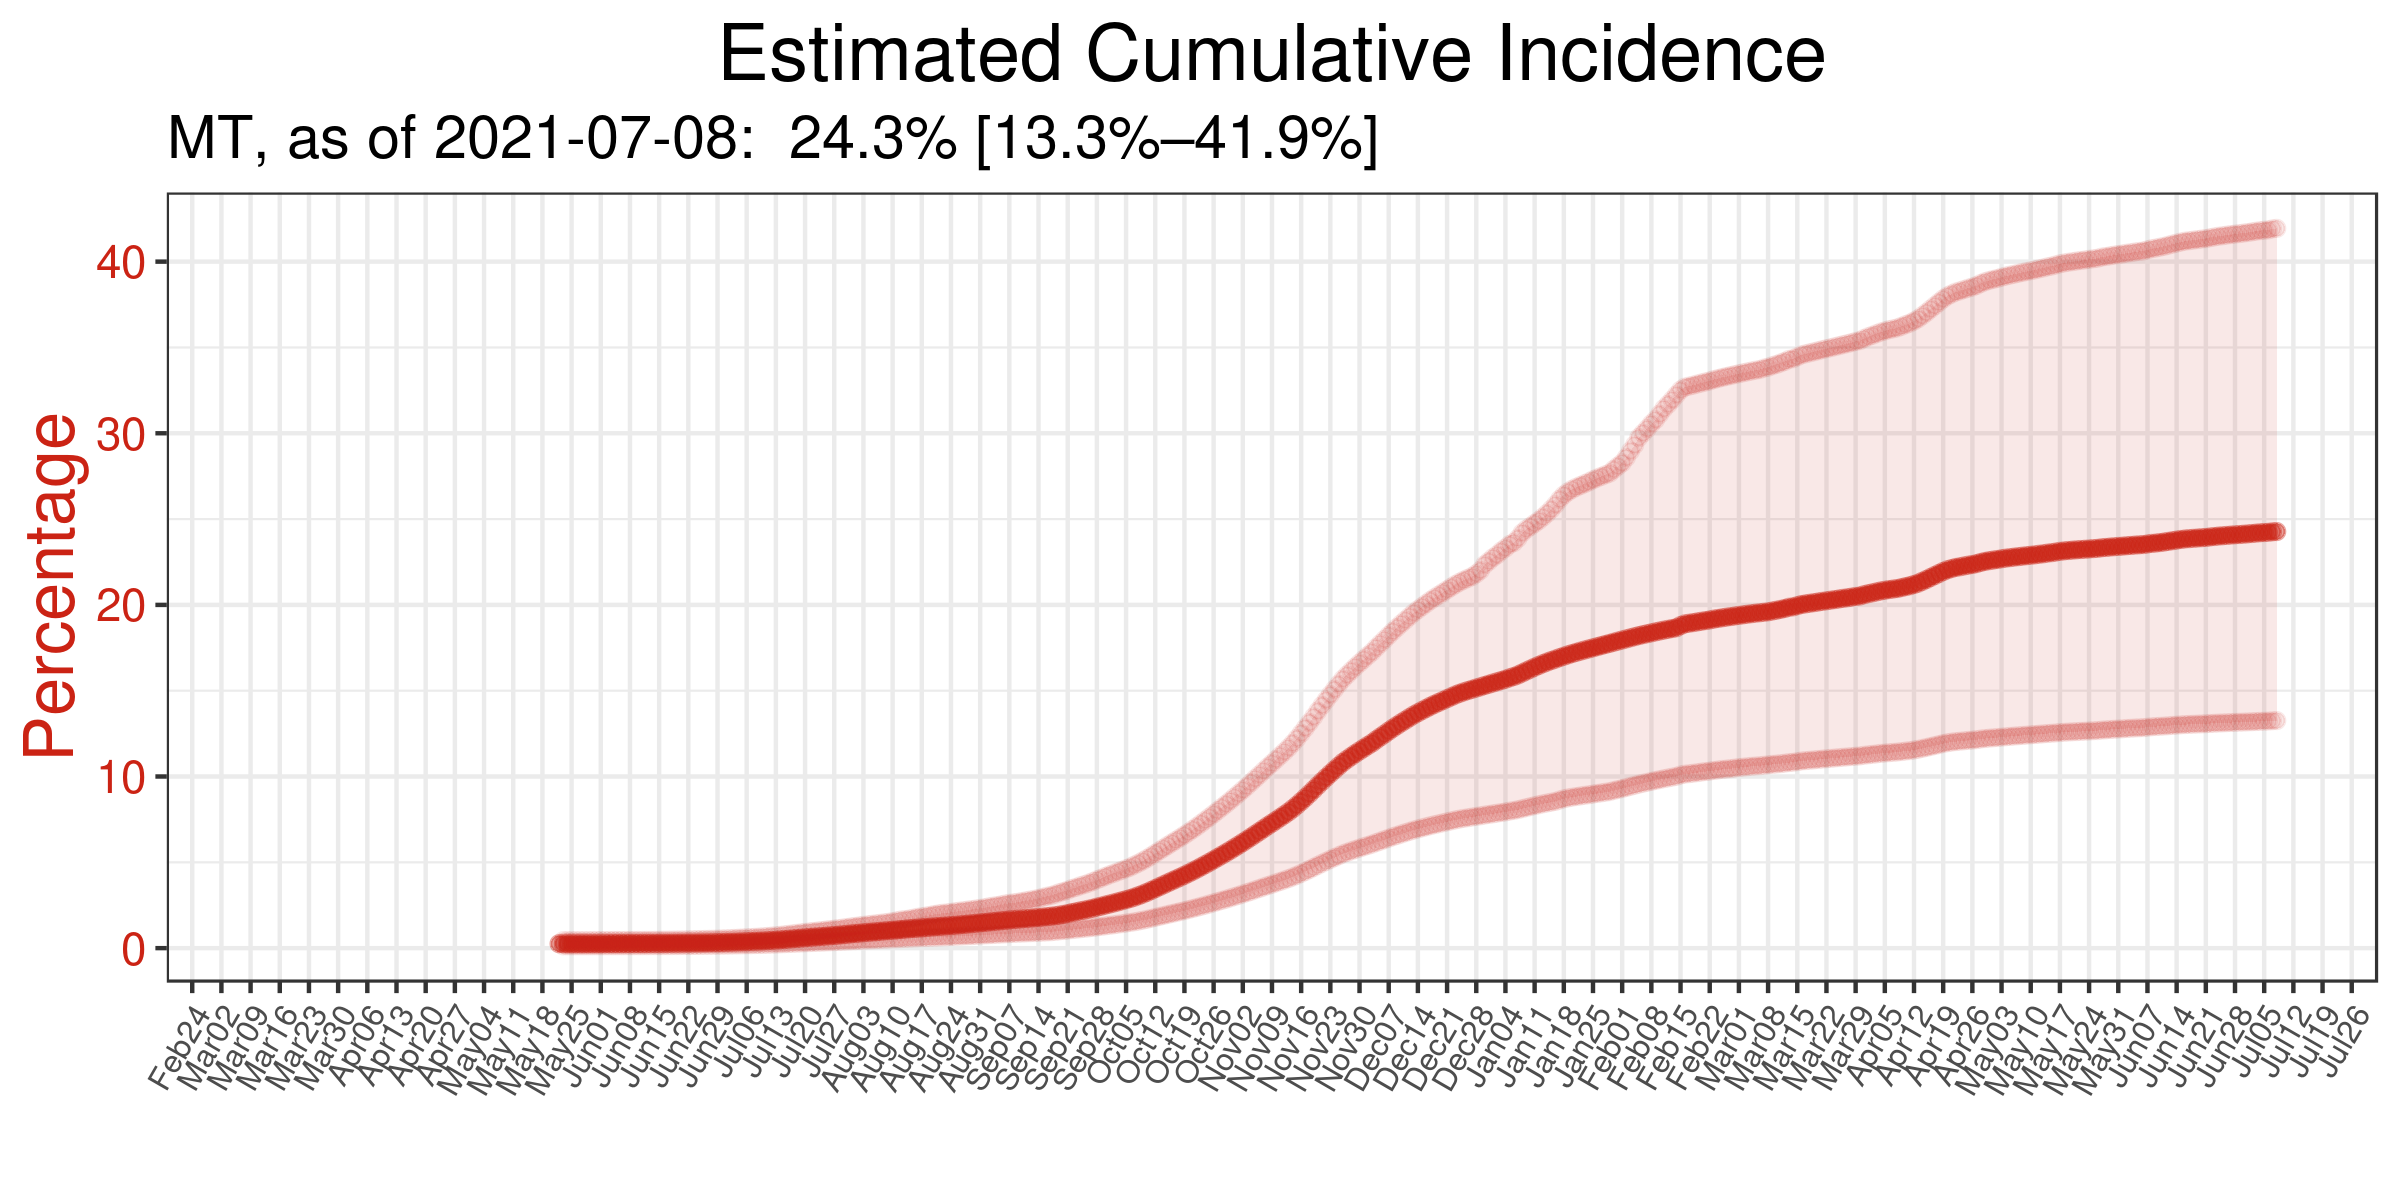 Estimated Cumulative Incidence
MT, as of 2021-07-08:  24.3% [13.3%–41.9%]
Percentage
40
30
20
10
0
Feb24
Mar02
Mar09
Mar16
Mar23
Mar30
Apr06
Apr13
Apr20
Apr27
May04
May11
May18
May25
Jun01
Jun08
Jun15
Jun22
Jun29
Jul06
Jul13
Jul20
Jul27
Aug03
Aug10
Aug17
Aug24
Aug31
Sep07
Sep14
Sep21
Sep28
Oct05
Oct12
Oct19
Oct26
Nov02
Nov09
Nov16
Nov23
Nov30
Dec07
Dec14
Dec21
Dec28
Jan04
Jan11
Jan18
Jan25
Feb01
Feb08
Feb15
Feb22
Mar01
Mar08
Mar15
Mar22
Mar29
Apr05
Apr12
Apr19
Apr26
May03
May10
May17
May24
May31
Jun07
Jun14
Jun21
Jun28
Jul05
Jul12
Jul19
Jul26